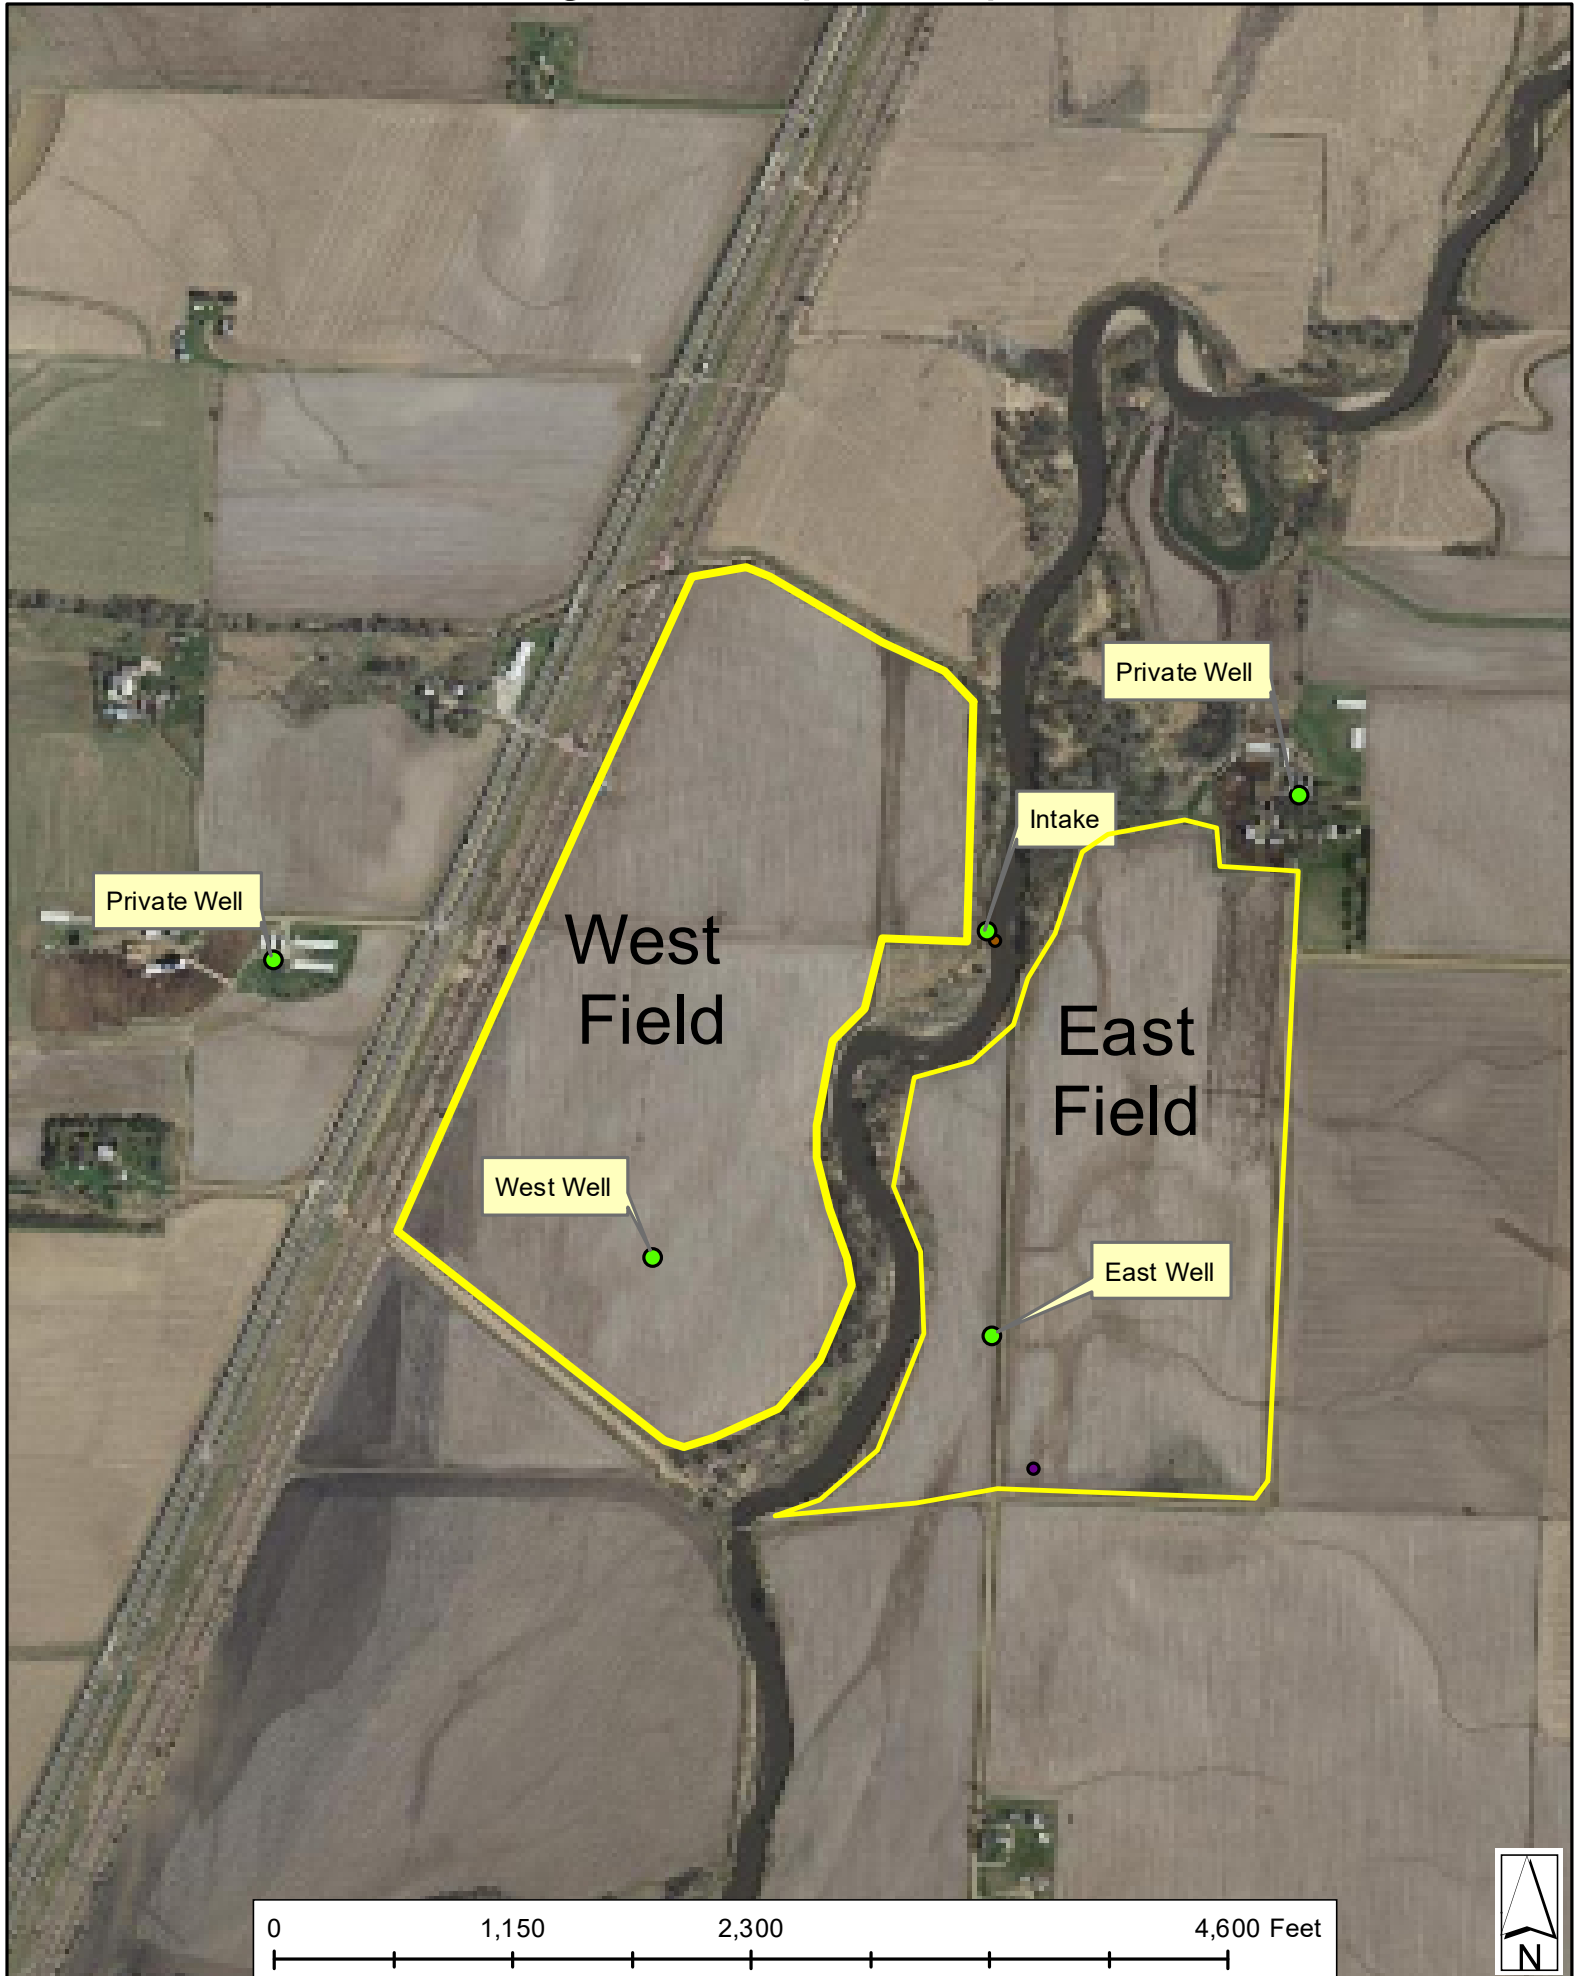 Private Well
Intake
Private Well
West
Field
East
Field
West Well
East Well
0 1,150 2,300 4,600 Feet
N